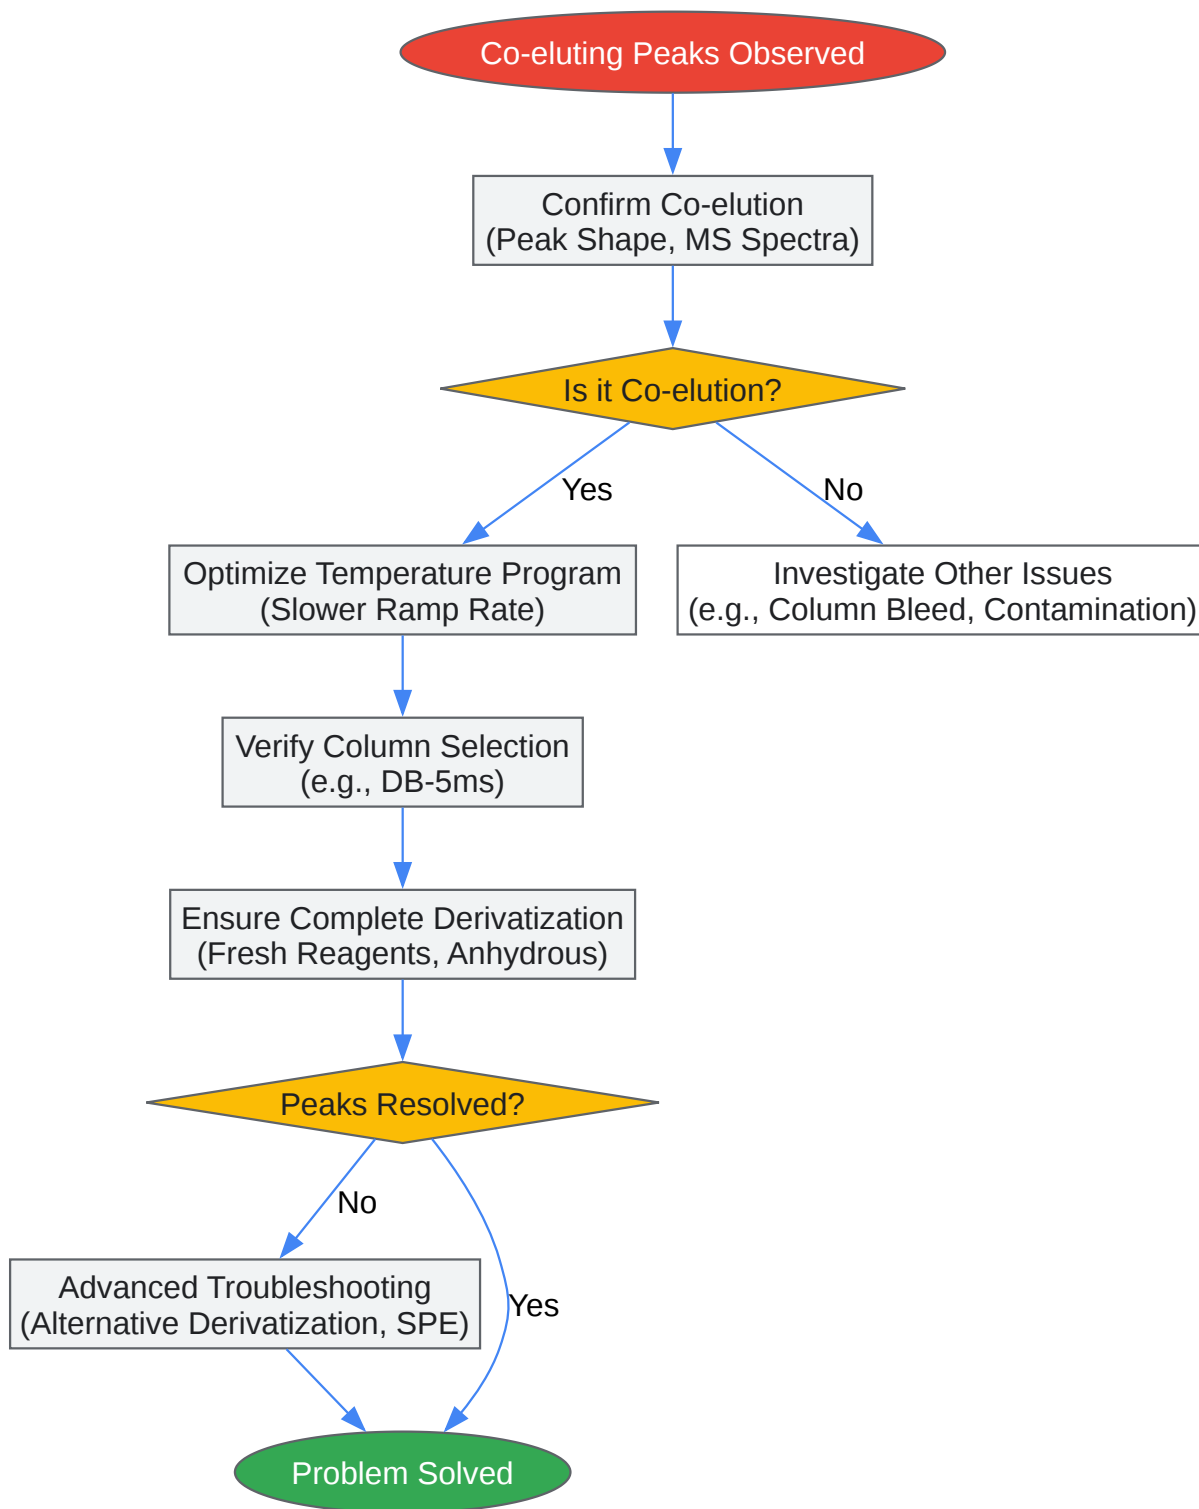 Co-eluting Peaks Observed
Confirm Co-elution
(Peak Shape, MS Spectra)
Is it Co-elution?
Yes
No
Optimize Temperature Program
(Slower Ramp Rate)
Investigate Other Issues
(e.g., Column Bleed, Contamination)
Verify Column Selection
(e.g., DB-5ms)
Ensure Complete Derivatization
(Fresh Reagents, Anhydrous)
Peaks Resolved?
No
Advanced Troubleshooting
(Alternative Derivatization, SPE)
Yes
Problem Solved